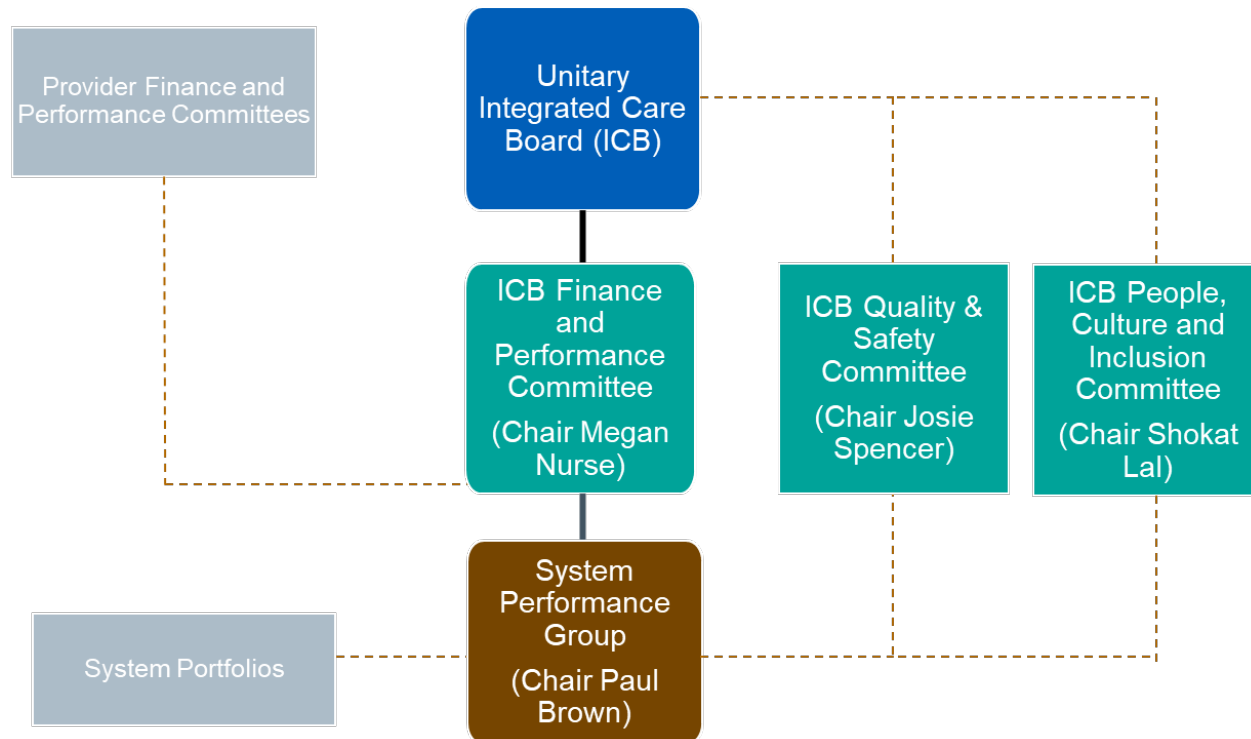 Provider Finance and
Performance Committees
Unitary
Integrated Care
Board (ICB)
ICB Finance
and
Performance
Committee
(Chair Megan
Nurse)
ICB Quality &
Safety
Committee
(Chair Josie
Spencer)
ICB People,
Culture and
Inclusion
Committee
(Chair Shokat
Lal)
System Portfolios
System
Performance
Group
(Chair Paul
Brown)